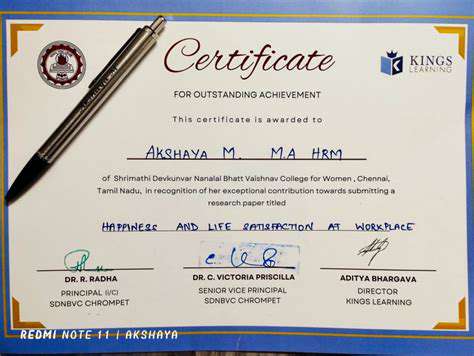 Certificate
KINGS
LEARNING
FOR OUTSTANDING ACHIEVEMENT
This certificate is awarded to
AKSHAYA M. M.A HRM
of Shrimathi Devkunvar Nanalal Bhatt Vaishnav College for Women, Chennai,
Tamil Nadu, in recognition of her exceptional contribution towards submitting a
research paper titled
HAPPINESS AND LIFE SATISFACTION AT WORKPLACE
DR. R. RADHA
PRINCIPAL (I/C)
SDNBVC CHROMPET
DR. C. VICTORIA PRISCILLA
SENIOR VICE PRINCIPAL
SDNBVC CHROMPET
ADITYA BHARGAVA
DIRECTOR
KINGS LEARNING
REDMI NOTE 11 | AKSHAYA